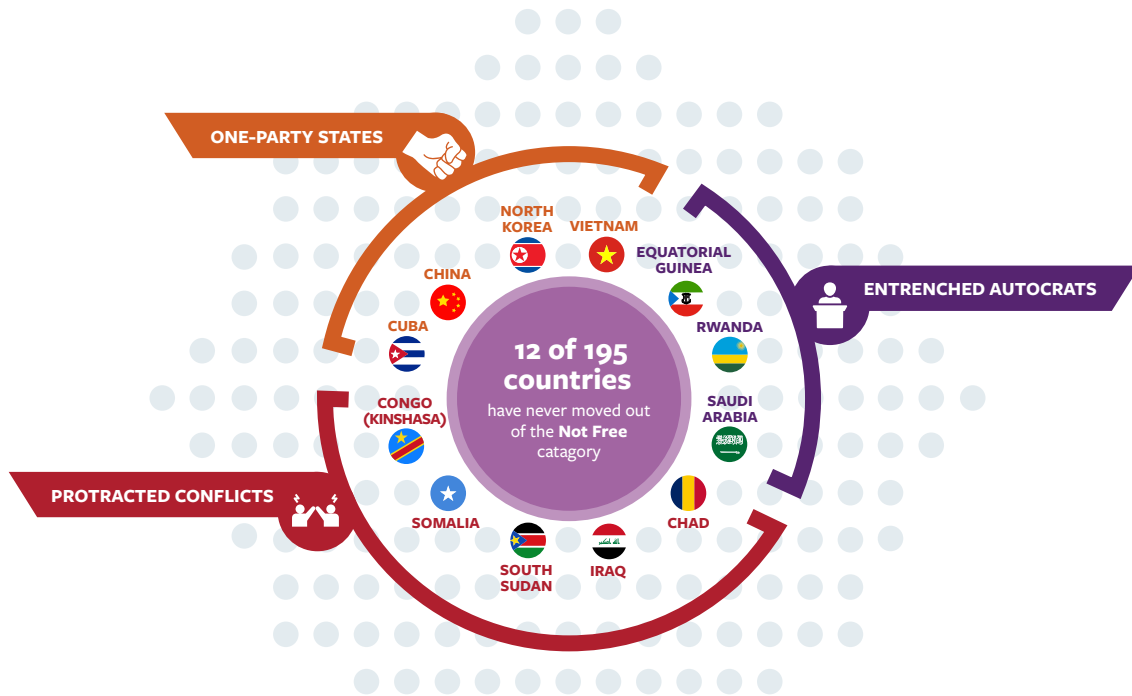 ONE-PARTY STATES
NORTH
KOREA
VIETNAM
EQUATORIAL
GUINEA
CHINA
ENTRENCHED AUTOCRATS
CUBA
RWANDA
12 of 195
countries
have never moved out
of the Not Free
catagory
CONGO
(KINSHASA)
SAUDI
ARABIA
PROTRACTED CONFLICTS
SOMALIA
CHAD
SOUTH
SUDAN
IRAQ